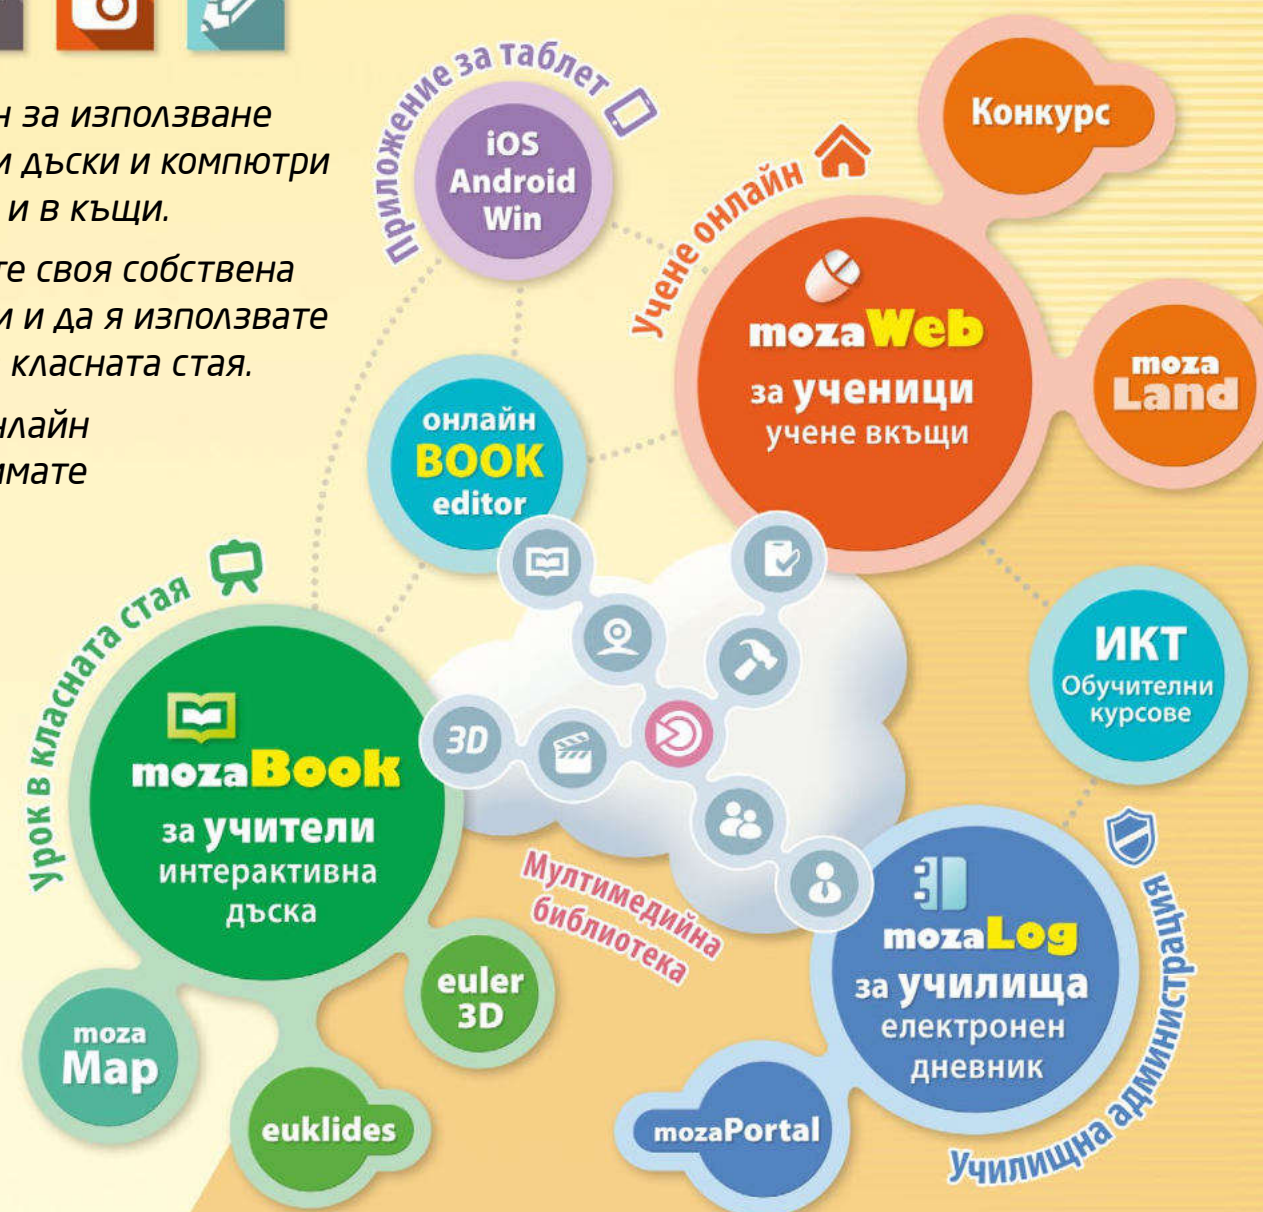 н за използване
и дъски и компютри
и в къщи.
те своя собствена
и и да я използвате
класната стая.
нлайн
имате
Приложение за таблет
iOS
Android
Win
Учене онлайн
Конкурс
mozaWeb
за ученици
учене вкъщи
moza
Land
онлайн
BOOK
editor
ИКТ
Обучителни
курсове
Урок в класната стая
mozaBook
за учители
интерактивна
дъска
3D
Мултимедийна
библиотека
mozaLog
за училища
електронен
дневник
Училищна администрация
euler
3D
moza
Map
euklides
mozaPortal